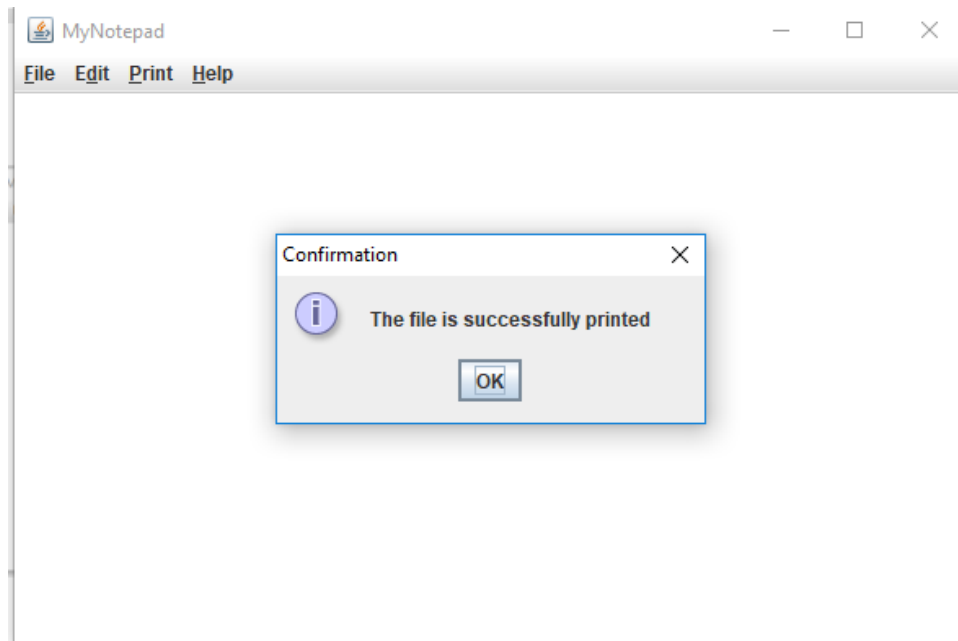 MyNotepad
File Edit Print Help
Confirmation
i
The file is successfully printed
OK